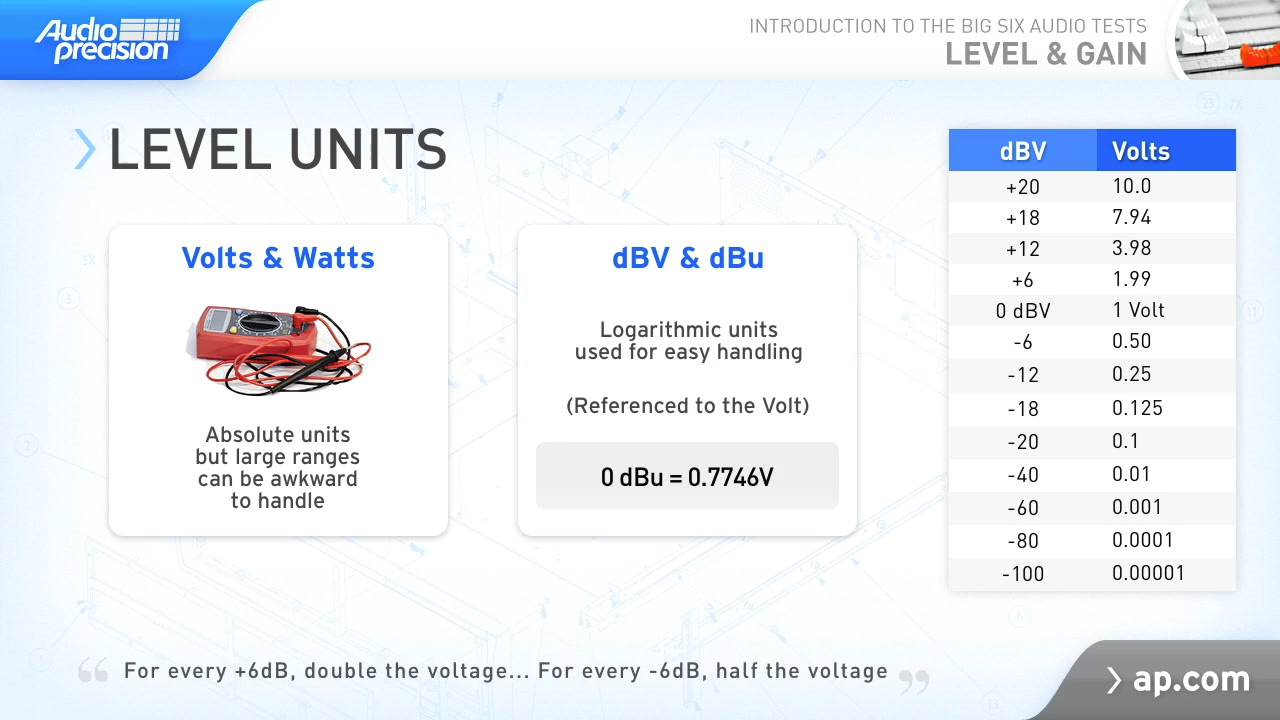 Audio precision
INTRODUCTION TO THE BIG SIX AUDIO TESTS
LEVEL & GAIN
LEVEL UNITS
Volts & Watts
Absolute units
but large ranges
can be awkward
to handle
dBV & dBu
Logarithmic units
used for easy handling
(Referenced to the Volt)
0 dBu = 0.7746V
dBV Volts
+20 10.0
+18 7.94
+12 3.98
+6 1.99
0 dBV 1 Volt
-6 0.50
-12 0.25
-18 0.125
-20 0.1
-40 0.01
-60 0.001
-80 0.0001
-100 0.00001
“ For every +6dB, double the voltage... For every -6dB, half the voltage ”
ap.com